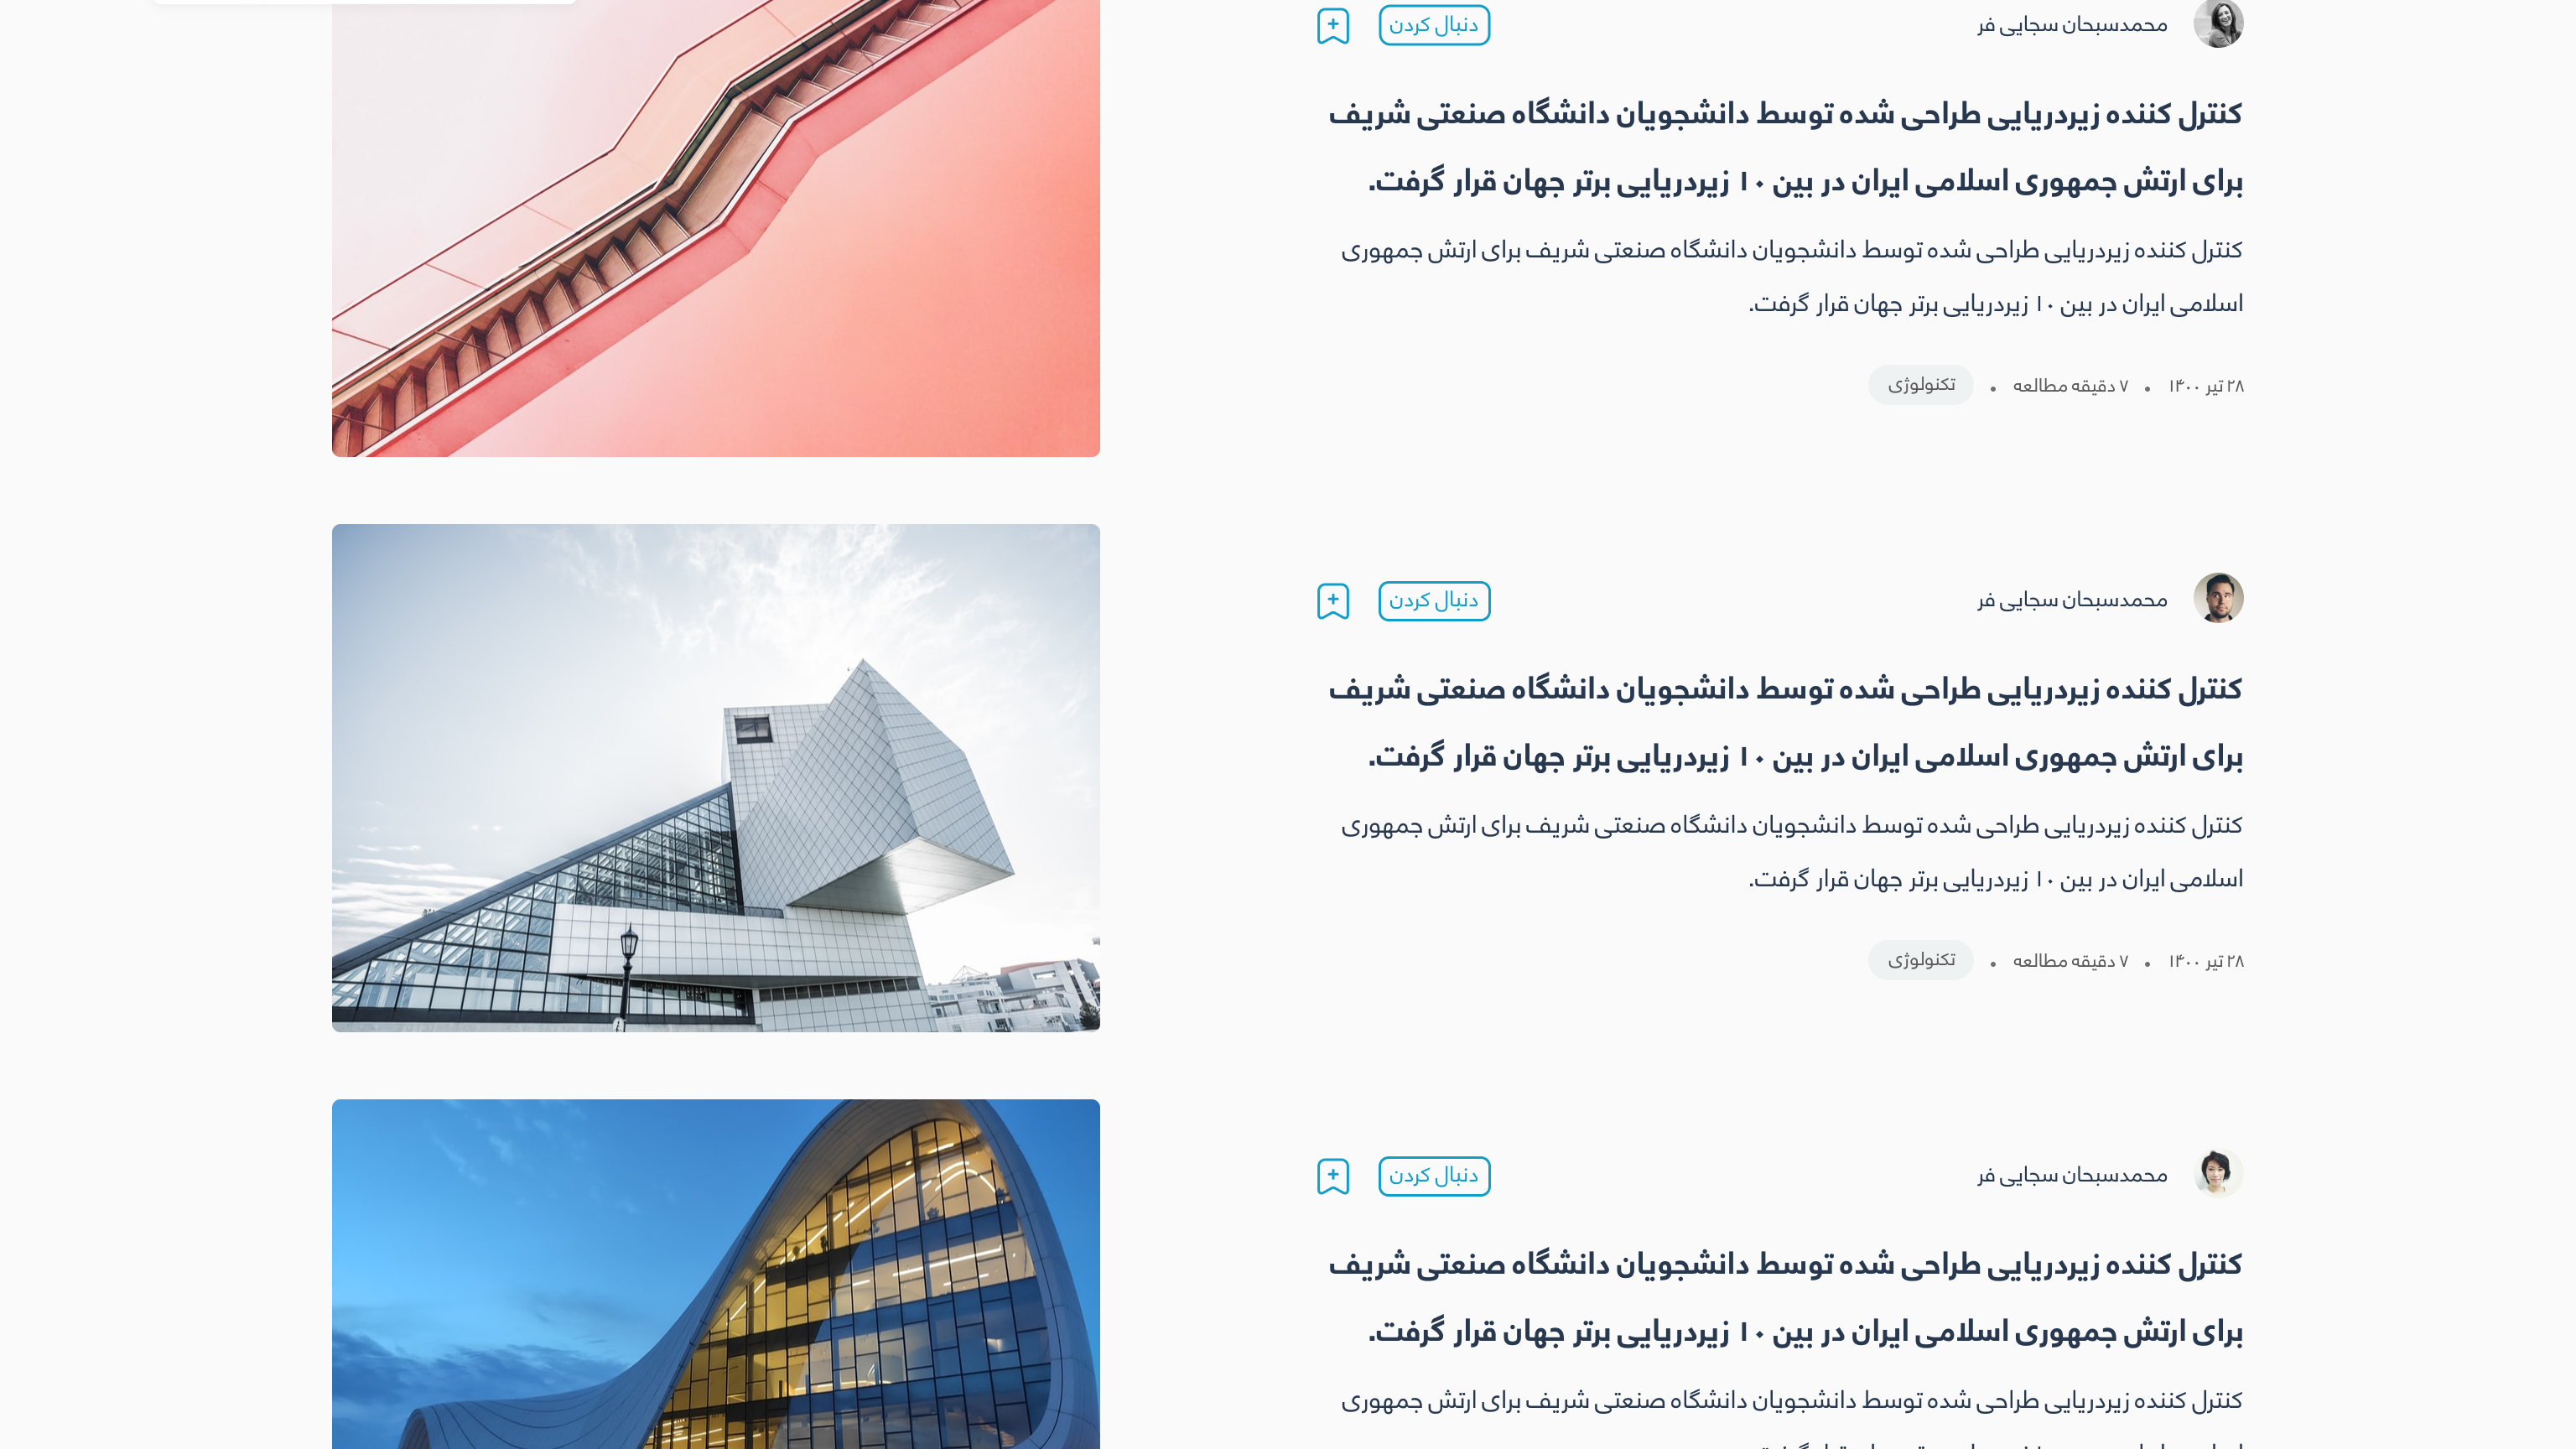 محمدسبحان سجایی فر
دنبال کردن
کنترل کننده زیردریایی طراحی شده توسط دانشجویان دانشگاه صنعتی شریف
برای ارتش جمهوری اسلامی ایران در بین ۱۰ زیردریایی برتر جهان قرار گرفت.
کنترل کننده زیردریایی طراحی شده توسط دانشجویان دانشگاه صنعتی شریف برای ارتش جمهوری
اسلامی ایران در بین ۱۰ زیردریایی برتر جهان قرار گرفت.
۲۸ تیر ۱۴۰۰ • ۷ دقیقه مطالعه • تکنولوژی
محمدسبحان سجایی فر
دنبال کردن
کنترل کننده زیردریایی طراحی شده توسط دانشجویان دانشگاه صنعتی شریف
برای ارتش جمهوری اسلامی ایران در بین ۱۰ زیردریایی برتر جهان قرار گرفت.
کنترل کننده زیردریایی طراحی شده توسط دانشجویان دانشگاه صنعتی شریف برای ارتش جمهوری
اسلامی ایران در بین ۱۰ زیردریایی برتر جهان قرار گرفت.
۲۸ تیر ۱۴۰۰ • ۷ دقیقه مطالعه • تکنولوژی
محمدسبحان سجایی فر
دنبال کردن
کنترل کننده زیردریایی طراحی شده توسط دانشجویان دانشگاه صنعتی شریف
برای ارتش جمهوری اسلامی ایران در بین ۱۰ زیردریایی برتر جهان قرار گرفت.
کنترل کننده زیردریایی طراحی شده توسط دانشجویان دانشگاه صنعتی شریف برای ارتش جمهوری